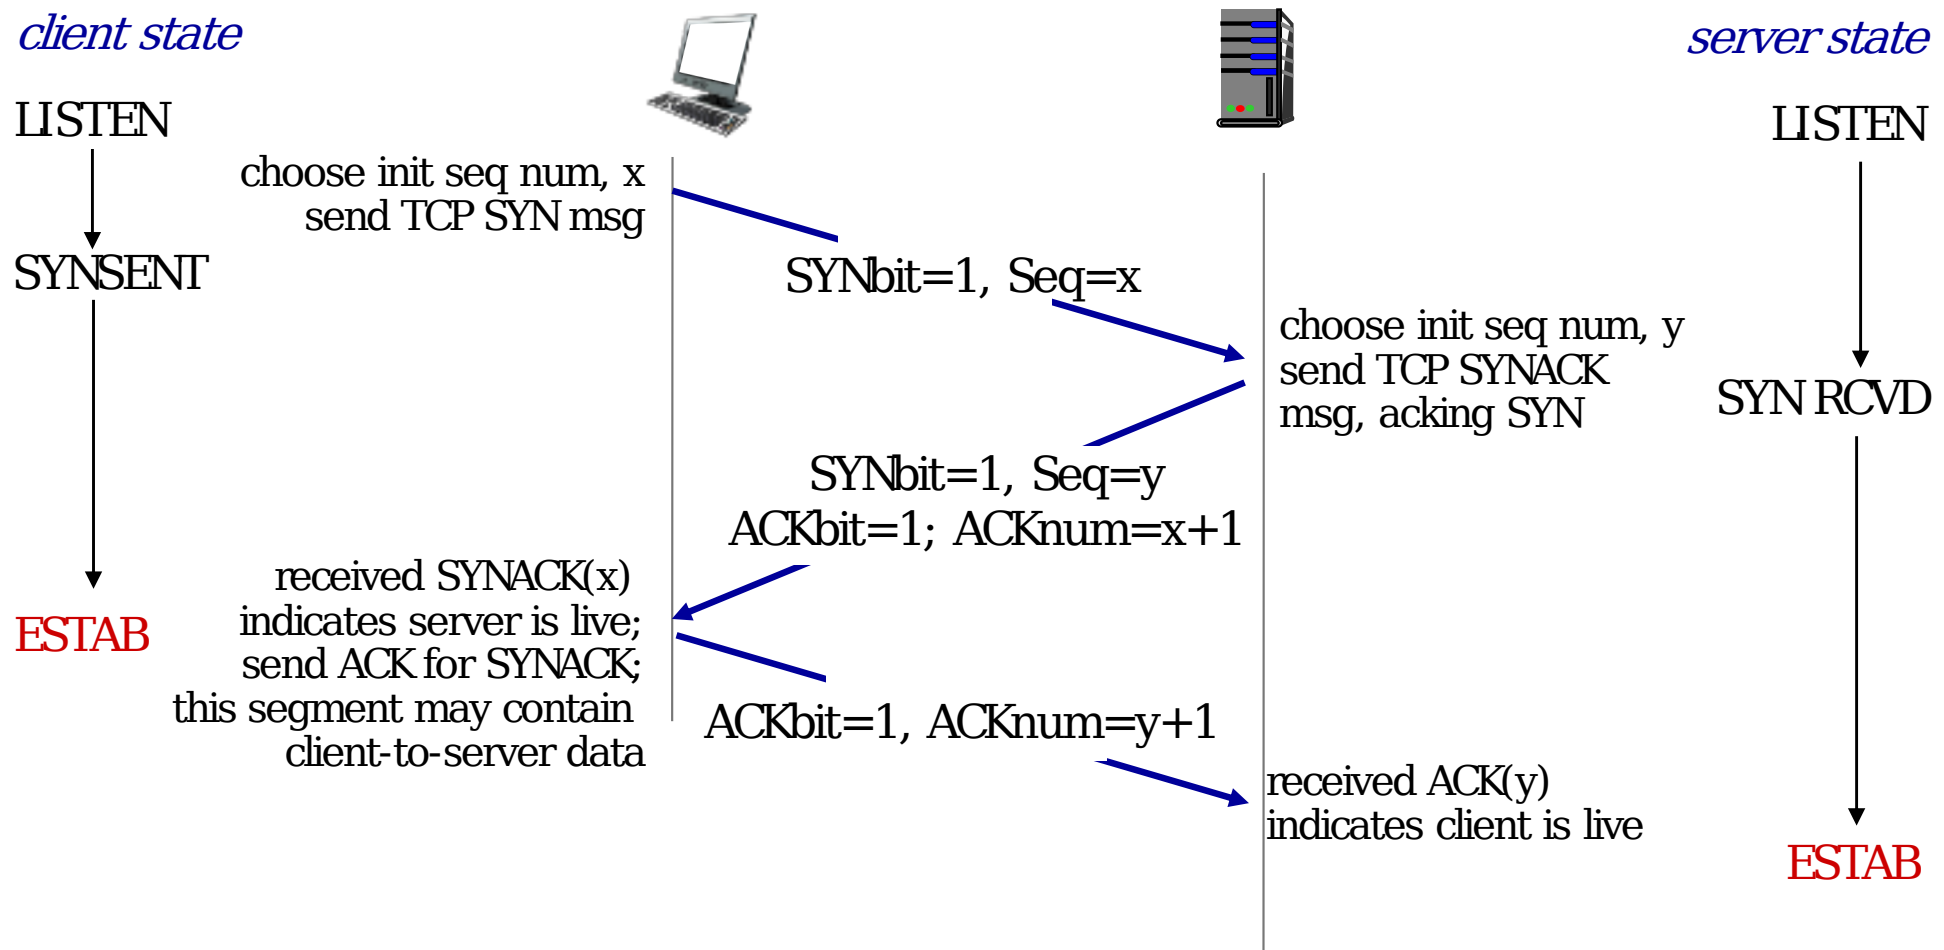 client state
server state
LISTEN
LISTEN
choose init seq num, x
send TCP SYN msg
SYNSENT
SYNbit=1, Seq=x
choose init seq num, y
send TCP SYNACK
msg, acking SYN
SYN RCVD
SYNbit=1, Seq=y
ACKbit=1; ACKnum=x+1
received SYNACK(x)
indicates server is live;
send ACK for SYNACK;
this segment may contain
client-to-server data
ESTAB
ACKbit=1, ACKnum=y+1
received ACK(y)
indicates client is live
ESTAB